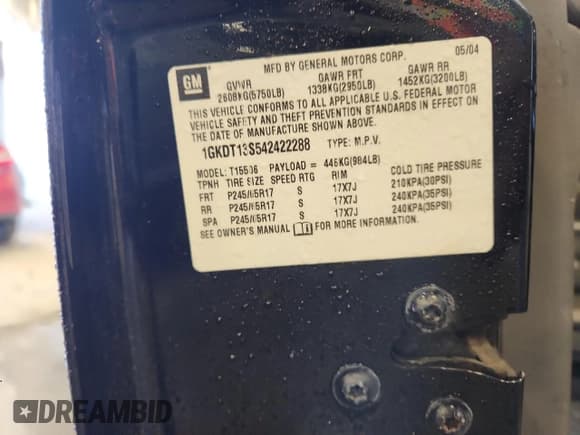 GM
MFD BY GENERAL MOTORS CORP. 05/04
GVWR GAWR FRT GAWR RR
2608KG(5750LB) 1338KG(2950LB) 1452KG(3200LB)
THIS VEHICLE CONFORMS TO ALL APPLICABLE U.S. FEDERAL MOTOR
VEHICLE SAFETY AND THEFT PREVENTION STANDARDS IN EFFECT ON
THE DATE OF MANUFACTURE SHOWN ABOVE.
1GKDT13S542422288 TYPE: M.P.V.
MODEL: T15506 PAYLOAD = 446KG(984LB)
TPNH TIRE SIZE SPEED RTG RIM COLD TIRE PRESSURE
FRT P245/65R17 S 17X7J 210KPA(30PSI)
RR P245/65R17 S 17X7J 240KPA(35PSI)
SPA P245/65R17 S 17X7J 240KPA(35PSI)
SEE OWNER'S MANUAL FOR MORE INFORMATION.
DREAMBID